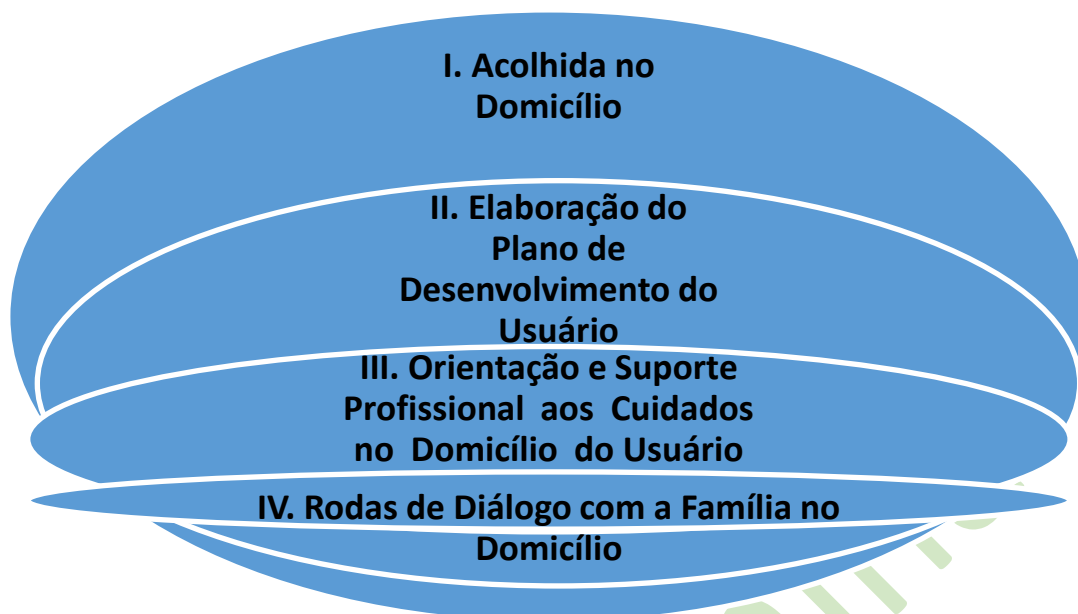 I. Acolhida no
Domicílio
II. Elaboração do
Plano de
Desenvolvimento do
Usuário
III. Orientação e Suporte
Profissional aos Cuidados
no Domicílio do Usuário
IV. Rodas de Diálogo com a Família no
Domicílio